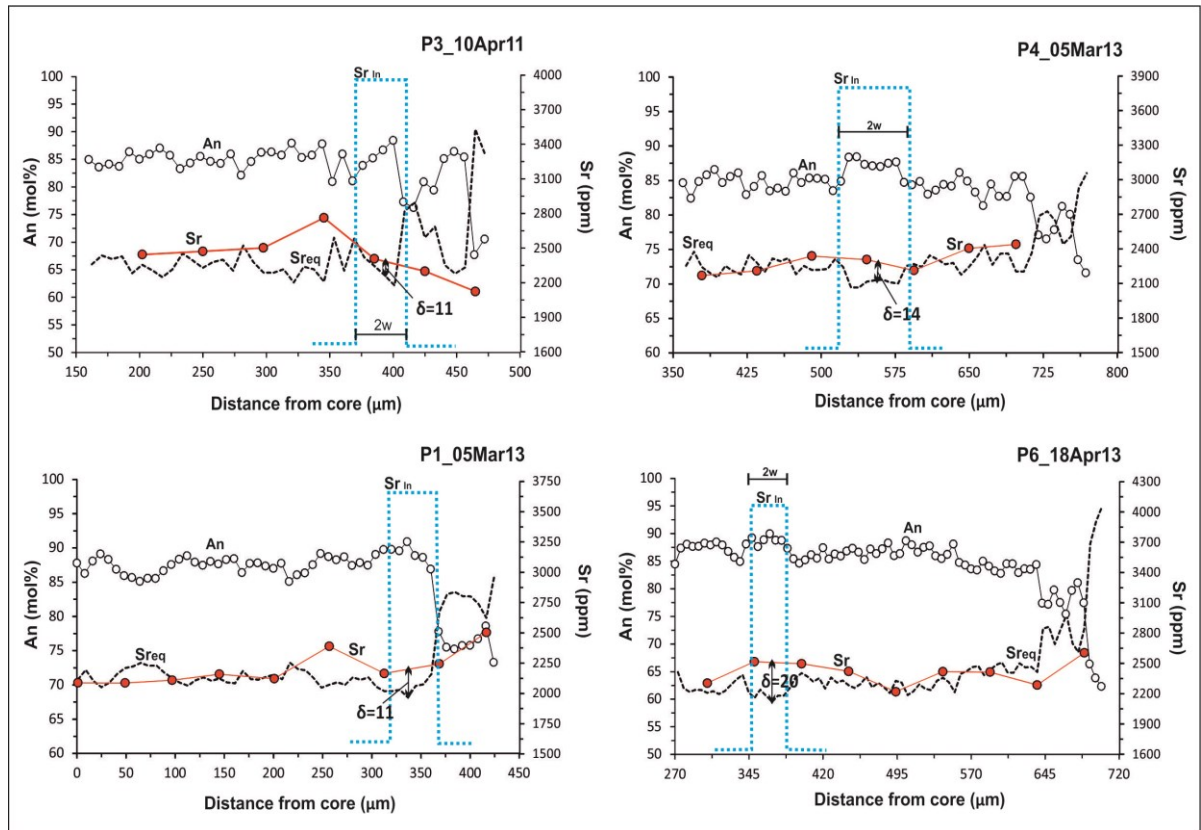 P3_10Apr11
An (mol%)
100
95
90
85
80
75
70
65
60
55
50
Sr In
An
Sr
Sreq
δ=11
2w
4000
3700
3400
3100
2800
2500
2200
1900
1600
Sr (ppm)
150 200 250 300 350 400 450 500
Distance from core (μm)
P4_05Mar13
An (mol%)
100
95
90
85
80
75
70
65
60
Sr In
2w
An
Sreq
Sr
δ=14
3900
3600
3300
3000
2700
2400
2100
1800
1500
Sr (ppm)
350 425 500 575 650 725 800
Distance from core (μm)
P1_05Mar13
An (mol%)
100
95
90
85
80
75
70
65
60
Sr In
An
Sreq
Sr
δ=11
3750
3500
3250
3000
2750
2500
2250
2000
1750
1500
Sr (ppm)
0 50 100 150 200 250 300 350 400 450
Distance from core (μm)
P6_18Apr13
An (mol%)
100
95
90
85
80
75
70
65
60
55
50
2w
Sr In
An
Sr
Sreq
δ=20
4300
4000
3700
3400
3100
2800
2500
2200
1900
1600
Sr (ppm)
270 345 420 495 570 645 720
Distance from core (μm)